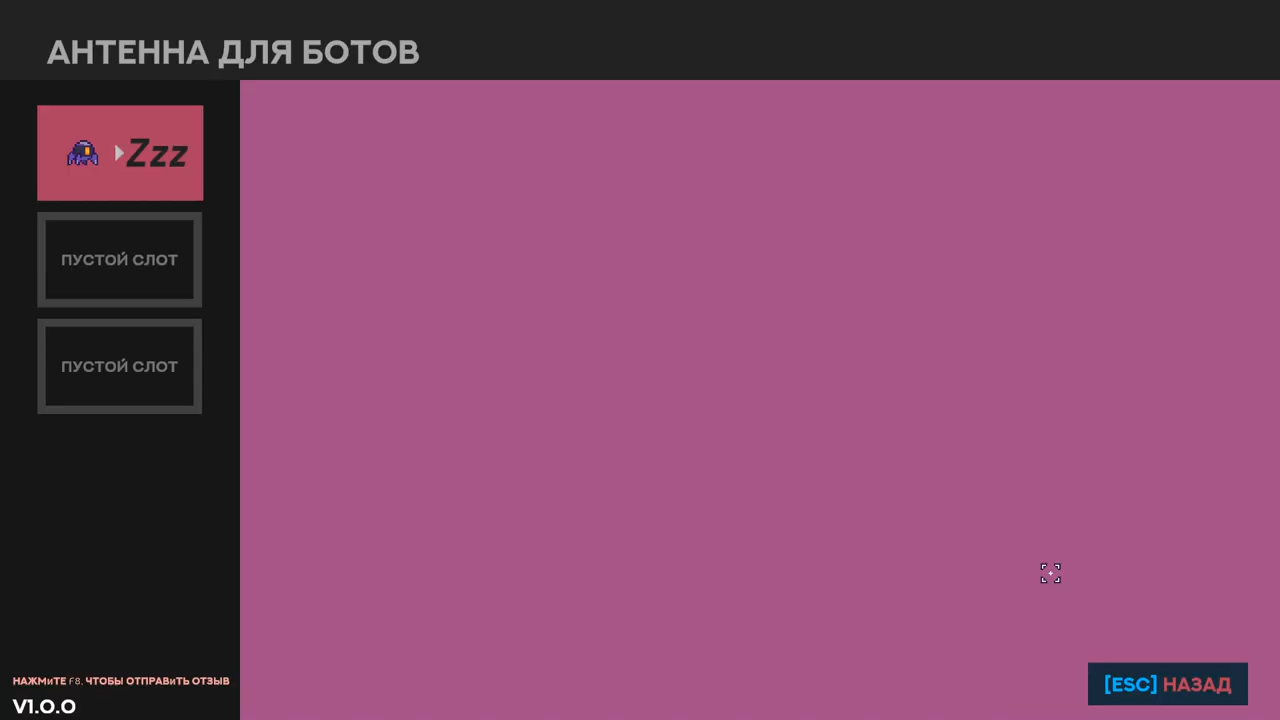 АНТЕННА ДЛЯ БОТОВ
Zzz
ПУСТОЙ СЛОТ
ПУСТОЙ СЛОТ
НАЖМиТЕ F8, ЧТОБЫ ОТПРАВиТЬ ОТЗЫВ
V1.0.0
[ESC] НАЗАД